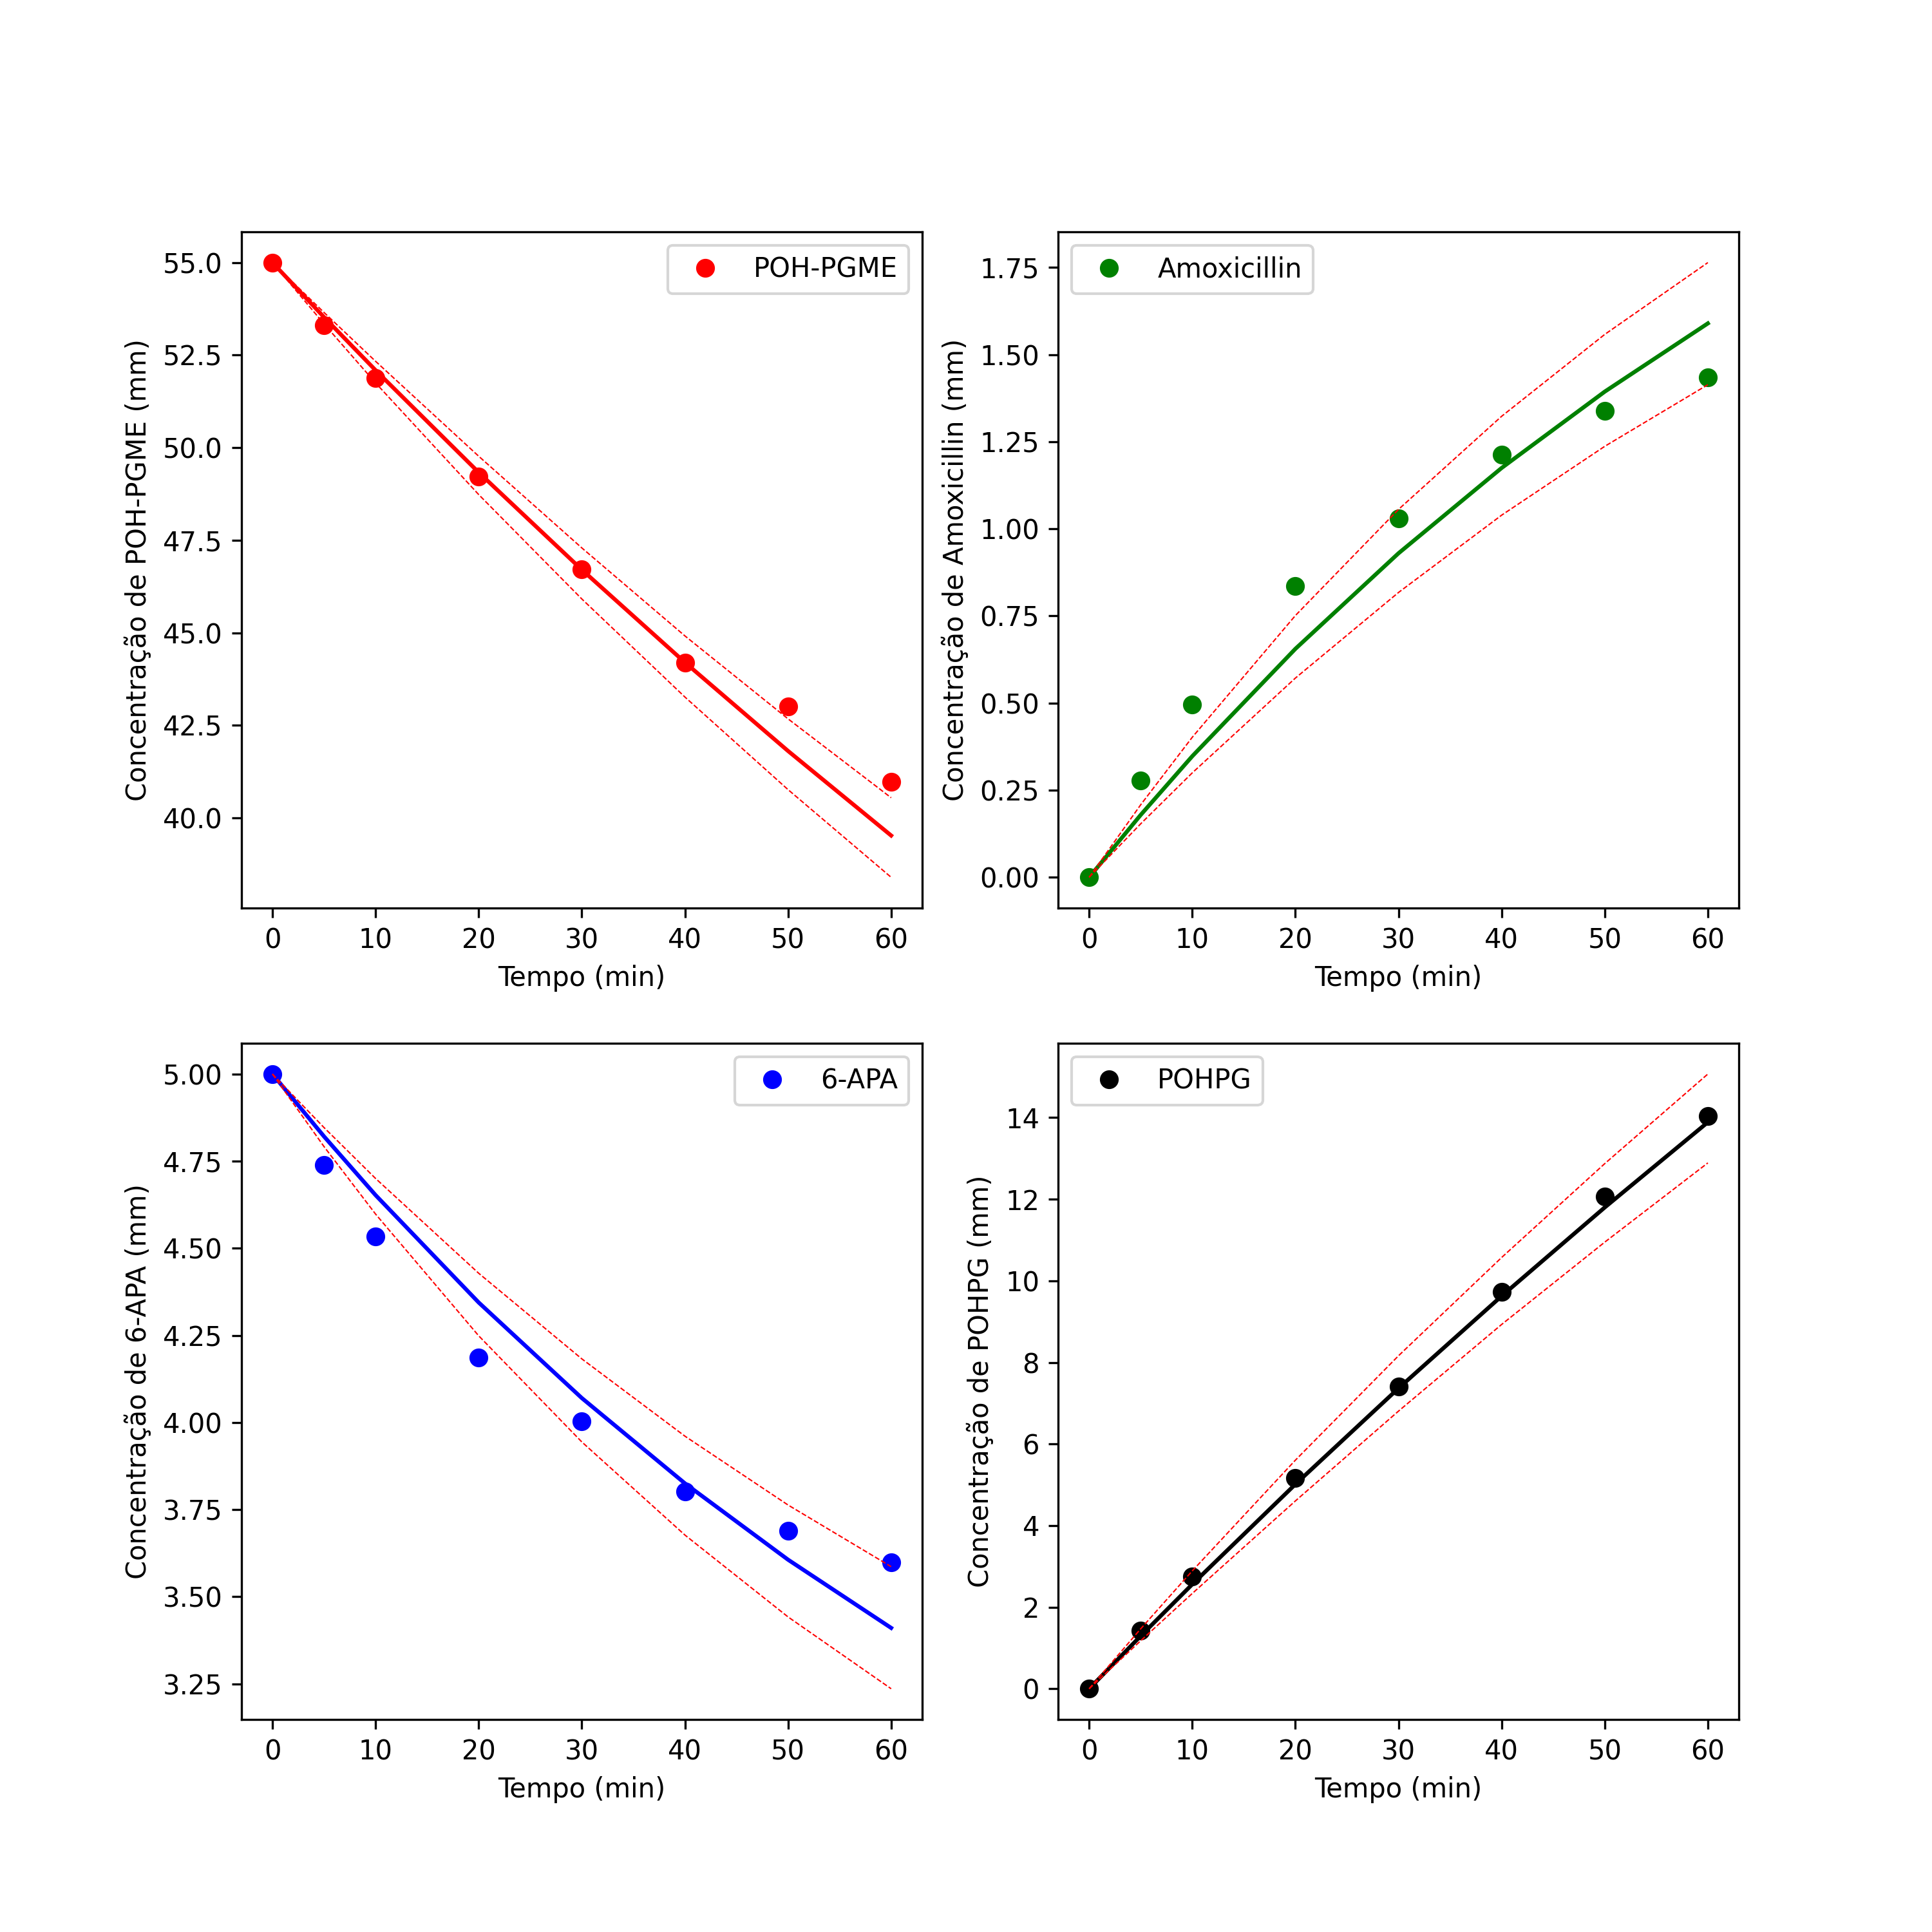 POH-PGME
55.0
52.5
50.0
47.5
45.0
42.5
40.0
Concentração de POH-PGME (mm)
0 10 20 30 40 50 60
Tempo (min)
Amoxicillin
1.75
1.50
1.25
1.00
0.75
0.50
0.25
0.00
Concentração de Amoxicillin (mm)
0 10 20 30 40 50 60
Tempo (min)
6-APA
5.00
4.75
4.50
4.25
4.00
3.75
3.50
3.25
Concentração de 6-APA (mm)
0 10 20 30 40 50 60
Tempo (min)
POHPG
14
12
10
8
6
4
2
0
Concentração de POHPG (mm)
0 10 20 30 40 50 60
Tempo (min)